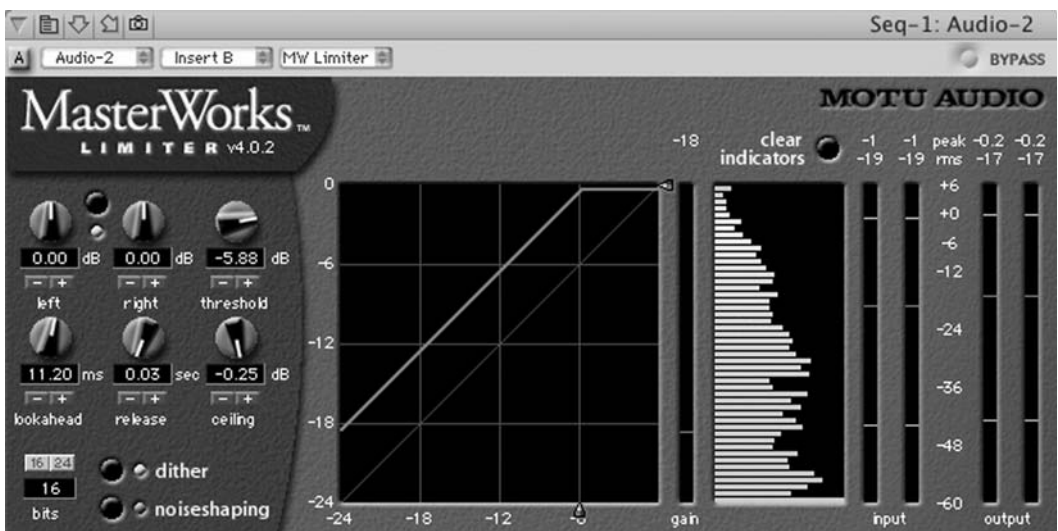 Seq-1: Audio-2
A Audio-2 Insert B MW Limiter BYPASS
MasterWorks™
LIMITER v4.0.2
MOTU AUDIO
-18 clear indicators -1 -1 peak -0.2 -0.2
-19 -19 rms -17 -17
0.00 dB 0.00 dB -5.88 dB
- + - + - +
left right threshold
11.20 ms 0.03 sec -0.25 dB
- + - + - +
lookahead release ceiling
16 24
16
bits
dither
noiseshaping
0
-6
-12
-18
-24
-24 -18 -12 -6
gain
+6
+0
-6
-12
-24
-36
-48
-60
input output